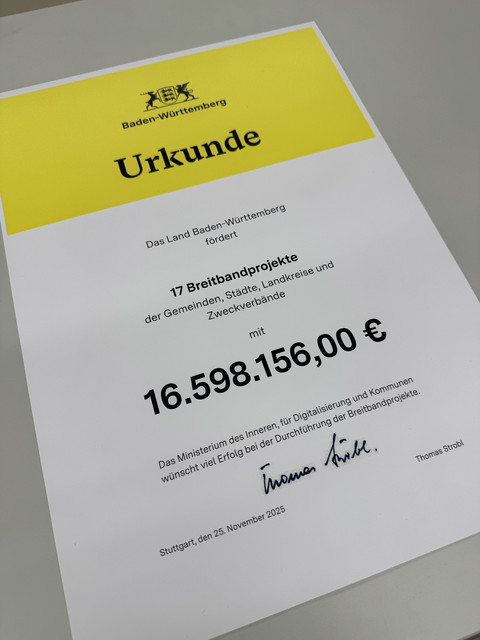 Baden-Württemberg
Urkunde
Das Land Baden-Württemberg
fördert
17 Breitbandprojekte
der Gemeinden, Städte, Landkreise und
Zweckverbände
mit
16.598.156,00 €
Das Ministerium des Inneren, für Digitalisierung und Kommunen
wünscht viel Erfolg bei der Durchführung der Breitbandprojekte.
Thomas Strobl.
Thomas Strobl
Stuttgart, den 25. November 2025